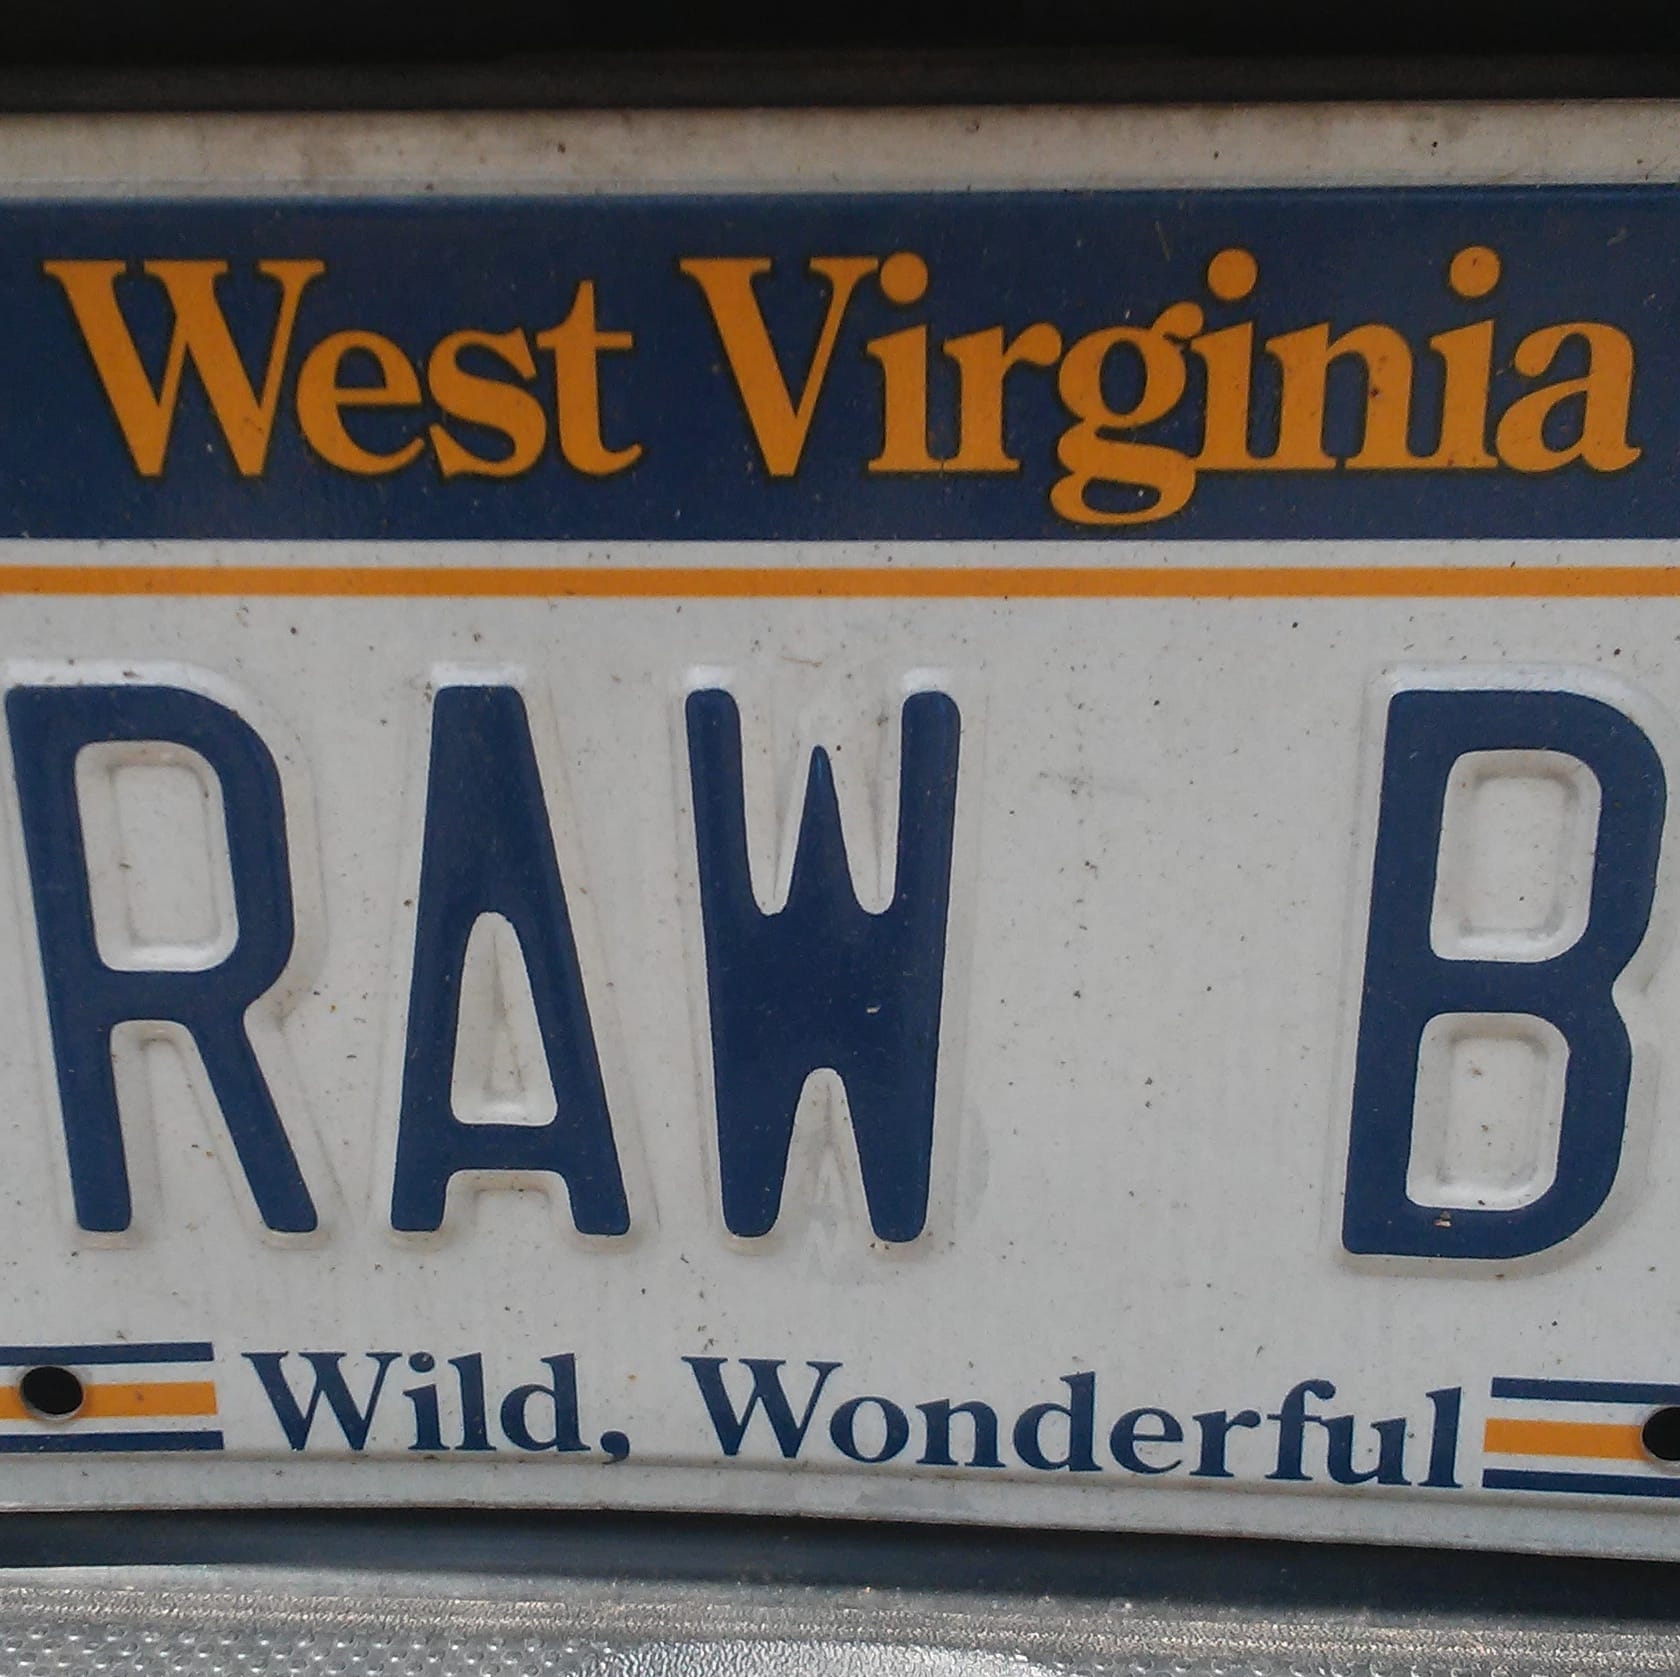 West Virginia
RAW B
Wild, Wonderful